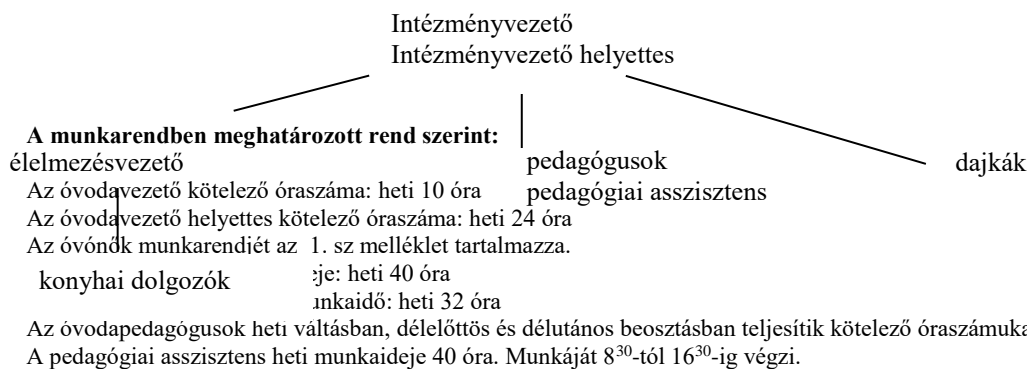 Intézményvezető
Intézményvezető helyettes
A munkarendben meghatározott rend szerint:
élelmezésvezető
pedagógusok
dajkák
Az óvodavezető kötelező óraszáma: heti 10 óra
pedagógiai asszisztens
Az óvodavezető helyettes kötelező óraszáma: heti 24 óra
Az óvónők munkarendjét az 1. sz melléklet tartalmazza.
konyhai dolgozók
heti 40 óra
heti 32 óra
Az óvodapedagógusok heti váltásban, délelőttös és délutános beosztásban teljesítik kötelező
A pedagógiai asszisztens heti munkaideje 40 óra. Munkáját 8³⁰-tól 16³⁰-ig végzi.